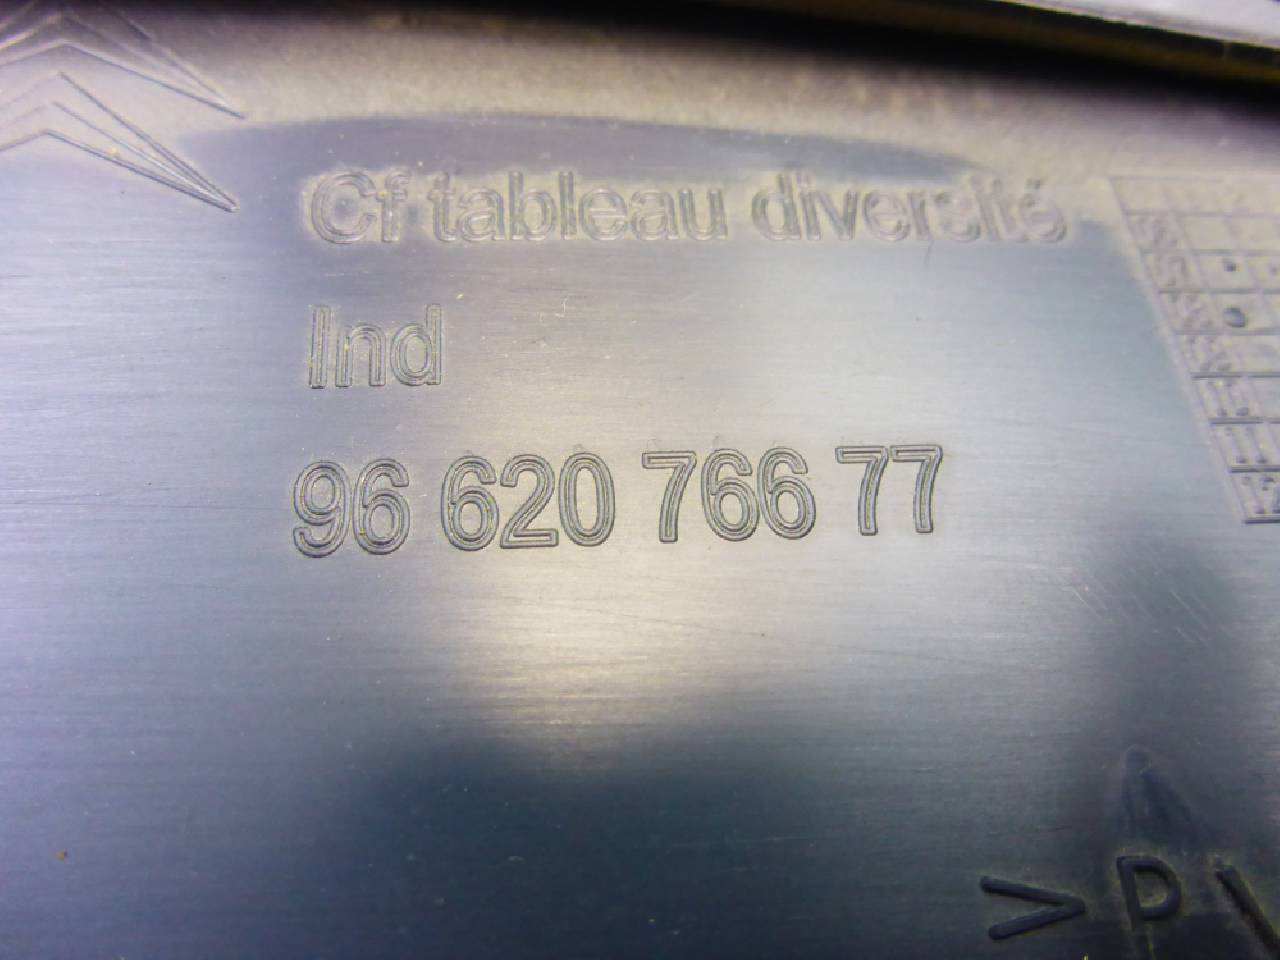 Cf tableau diversité
Ind
96 620 766 77
>P